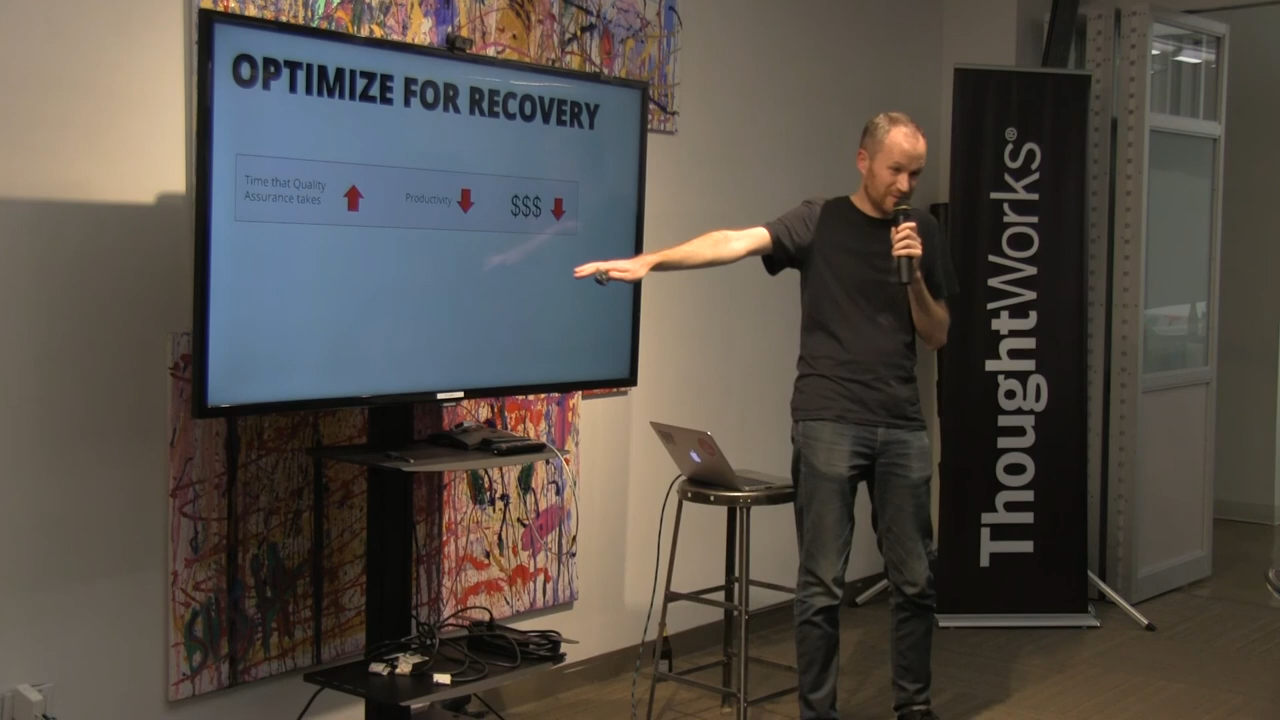 OPTIMIZE FOR RECOVERY
Time that Quality
Assurance takes
Productivity
$$$
ThoughtWorks®